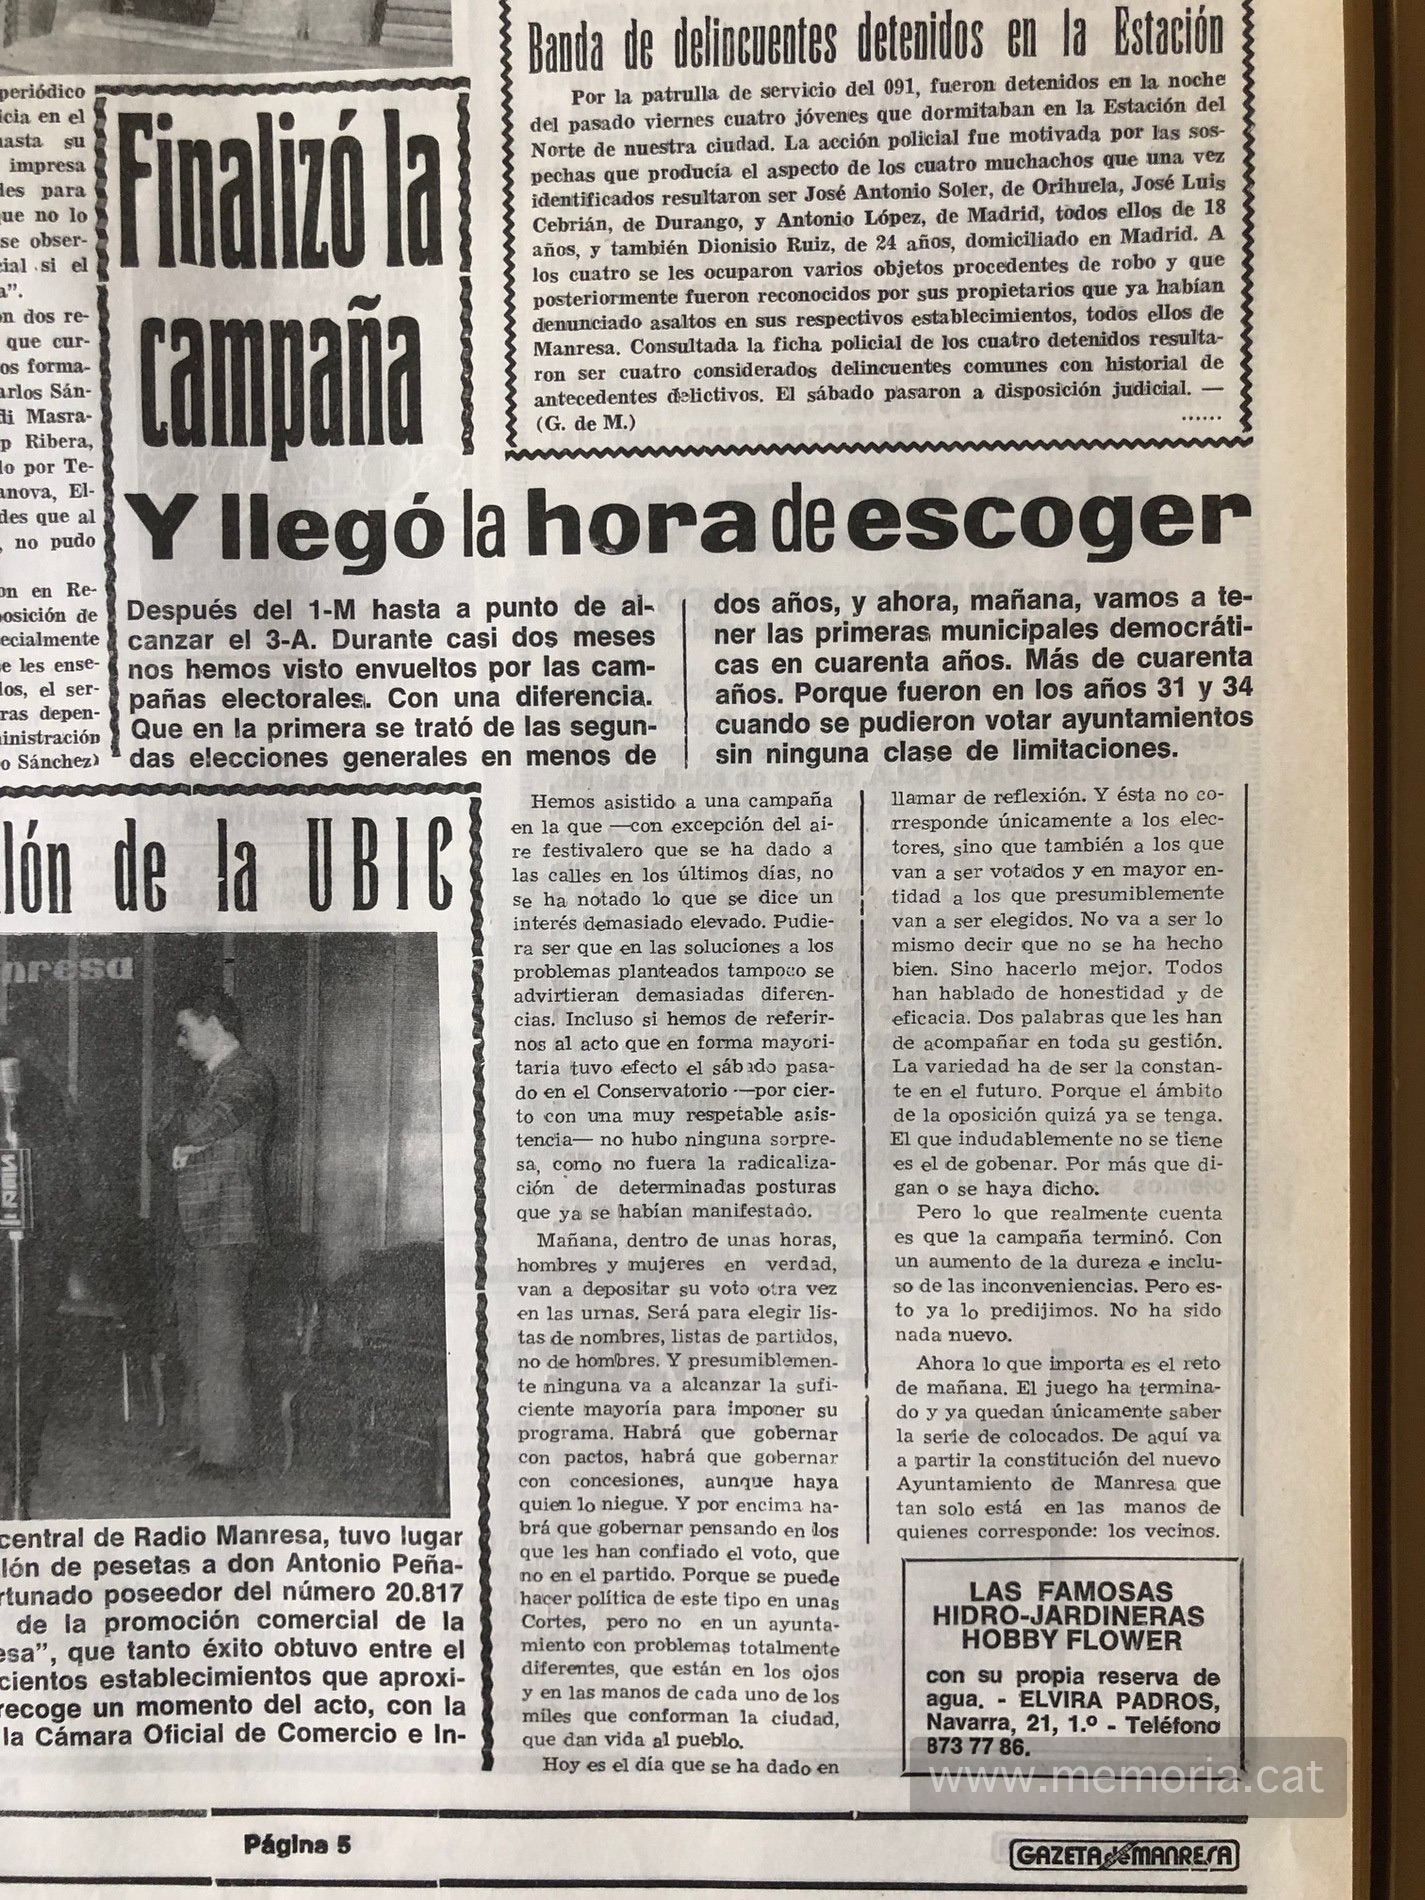 periódico
icia en el
hasta su
impresa
des para
que no lo
se obser-
cial si el
a”.
on dos re-
que cur-
os forma-
arlos Sán-
di Masra-
p Ribera,
lo por Te-
anova, El-
des que al
, no pudo
on en Re-
posición de
ecialmente
e les ense-
los, el ser-
ras depen-
ministración
o Sánchez)
Finalizó la
campaña
Banda de delincuentes detenidos en la Estación
Por la patrulla de servicio del 091, fueron detenidos en la noche
del pasado viernes cuatro jóvenes que dormitaban en la Estación del
Norte de nuestra ciudad. La acción policial fue motivada por las sos-
pechas que producía el aspecto de los cuatro muchachos que una vez
identificados resultaron ser José Antonio Soler, de Orihuela, José Luis
Cebrián, de Durango, y Antonio López, de Madrid, todos ellos de 18
años, y también Dionisio Ruiz, de 24 años, domiciliado en Madrid. A
los cuatro se les ocuparon varios objetos procedentes de robo y que
posteriormente fueron reconocidos por sus propietarios que ya habían
denunciado asaltos en sus respectivos establecimientos, todos ellos de
Manresa. Consultada la ficha policial de los cuatro detenidos resulta-
ron ser cuatro considerados delincuentes comunes con historial de
antecedentes delictivos. El sábado pasaron a disposición judicial. —
(G. de M.) ......
Y llegó la hora de escoger
Después del 1-M hasta a punto de al-
canzar el 3-A. Durante casi dos meses
nos hemos visto envueltos por las cam-
pañas electorales. Con una diferencia.
Que en la primera se trató de las segun-
das elecciones generales en menos de
dos años, y ahora, mañana, vamos a te-
ner las primeras municipales democráti-
cas en cuarenta años. Más de cuarenta
años. Porque fueron en los años 31 y 34
cuando se pudieron votar ayuntamientos
sin ninguna clase de limitaciones.
Hemos asistido a una campaña
en la que —con excepción del ai-
re festivalero que se ha dado a
las calles en los últimos días, no
se ha notado lo que se dice un
interés demasiado elevado. Pudie-
ra ser que en las soluciones a los
problemas planteados tampoco se
advirtieran demasiadas diferen-
cias. Incluso si hemos de referir-
nos al acto que en forma mayori-
taria tuvo efecto el sábado pasa-
do en el Conservatorio —por cier-
to con una muy respetable asis-
tencia— no hubo ninguna sorpre-
sa, como no fuera la radicaliza-
ción de determinadas posturas
que ya se habían manifestado.
Mañana, dentro de unas horas,
hombres y mujeres en verdad,
van a depositar su voto otra vez
en las urnas. Será para elegir lis-
tas de nombres, listas de partidos,
no de hombres. Y presumiblemen-
te ninguna va a alcanzar la sufi-
ciente mayoría para imponer su
programa. Habrá que gobernar
con pactos, habrá que gobernar
con concesiones, aunque haya
quien lo niegue. Y por encima ha-
brá que gobernar pensando en los
que les han confiado el voto, que
no en el partido. Porque se puede
hacer política de este tipo en unas
Cortes, pero no en un ayunta-
miento con problemas totalmente
diferentes, que están en los ojos
y en las manos de cada uno de los
miles que conforman la ciudad,
que dan vida al pueblo.
Hoy es el día que se ha dado en
llamar de reflexión. Y ésta no co-
rresponde únicamente a los elec-
tores, sino que también a los que
van a ser votados y en mayor en-
tidad a los que presumiblemente
van a ser elegidos. No va a ser lo
mismo decir que no se ha hecho
bien. Sino hacerlo mejor. Todos
han hablado de honestidad y de
eficacia. Dos palabras que les han
de acompañar en toda su gestión.
La variedad ha de ser la constan-
te en el futuro. Porque el ámbito
de la oposición quizá ya se tenga.
El que indudablemente no se tiene
es el de gobenar. Por más que di-
gan o se haya dicho.
Pero lo que realmente cuenta
es que la campaña terminó. Con
un aumento de la dureza e inclu-
so de las inconveniencias. Pero es-
to ya lo predijimos. No ha sido
nada nuevo.
Ahora lo que importa es el reto
de mañana. El juego ha termina-
do y ya quedan únicamente saber
la serie de colocados. De aquí va
a partir la constitución del nuevo
Ayuntamiento de Manresa que
tan solo está en las manos de
quienes corresponde: los vecinos.
lón de la UBIC
nresa
central de Radio Manresa, tuvo lugar
lón de pesetas a don Antonio Peña-
rtunado poseedor del número 20.817
de la promoción comercial de la
esa”, que tanto éxito obtuvo entre el
cientos establecimientos que aproxi-
recoge un momento del acto, con la
la Cámara Oficial de Comercio e In-
LAS FAMOSAS
HIDRO-JARDINERAS
HOBBY FLOWER
con su propia reserva de
agua. - ELVIRA PADROS,
Navarra, 21, 1.º - Teléfono
873 77 86.
www.memoria.cat
Página 5
GAZETA de MANRESA